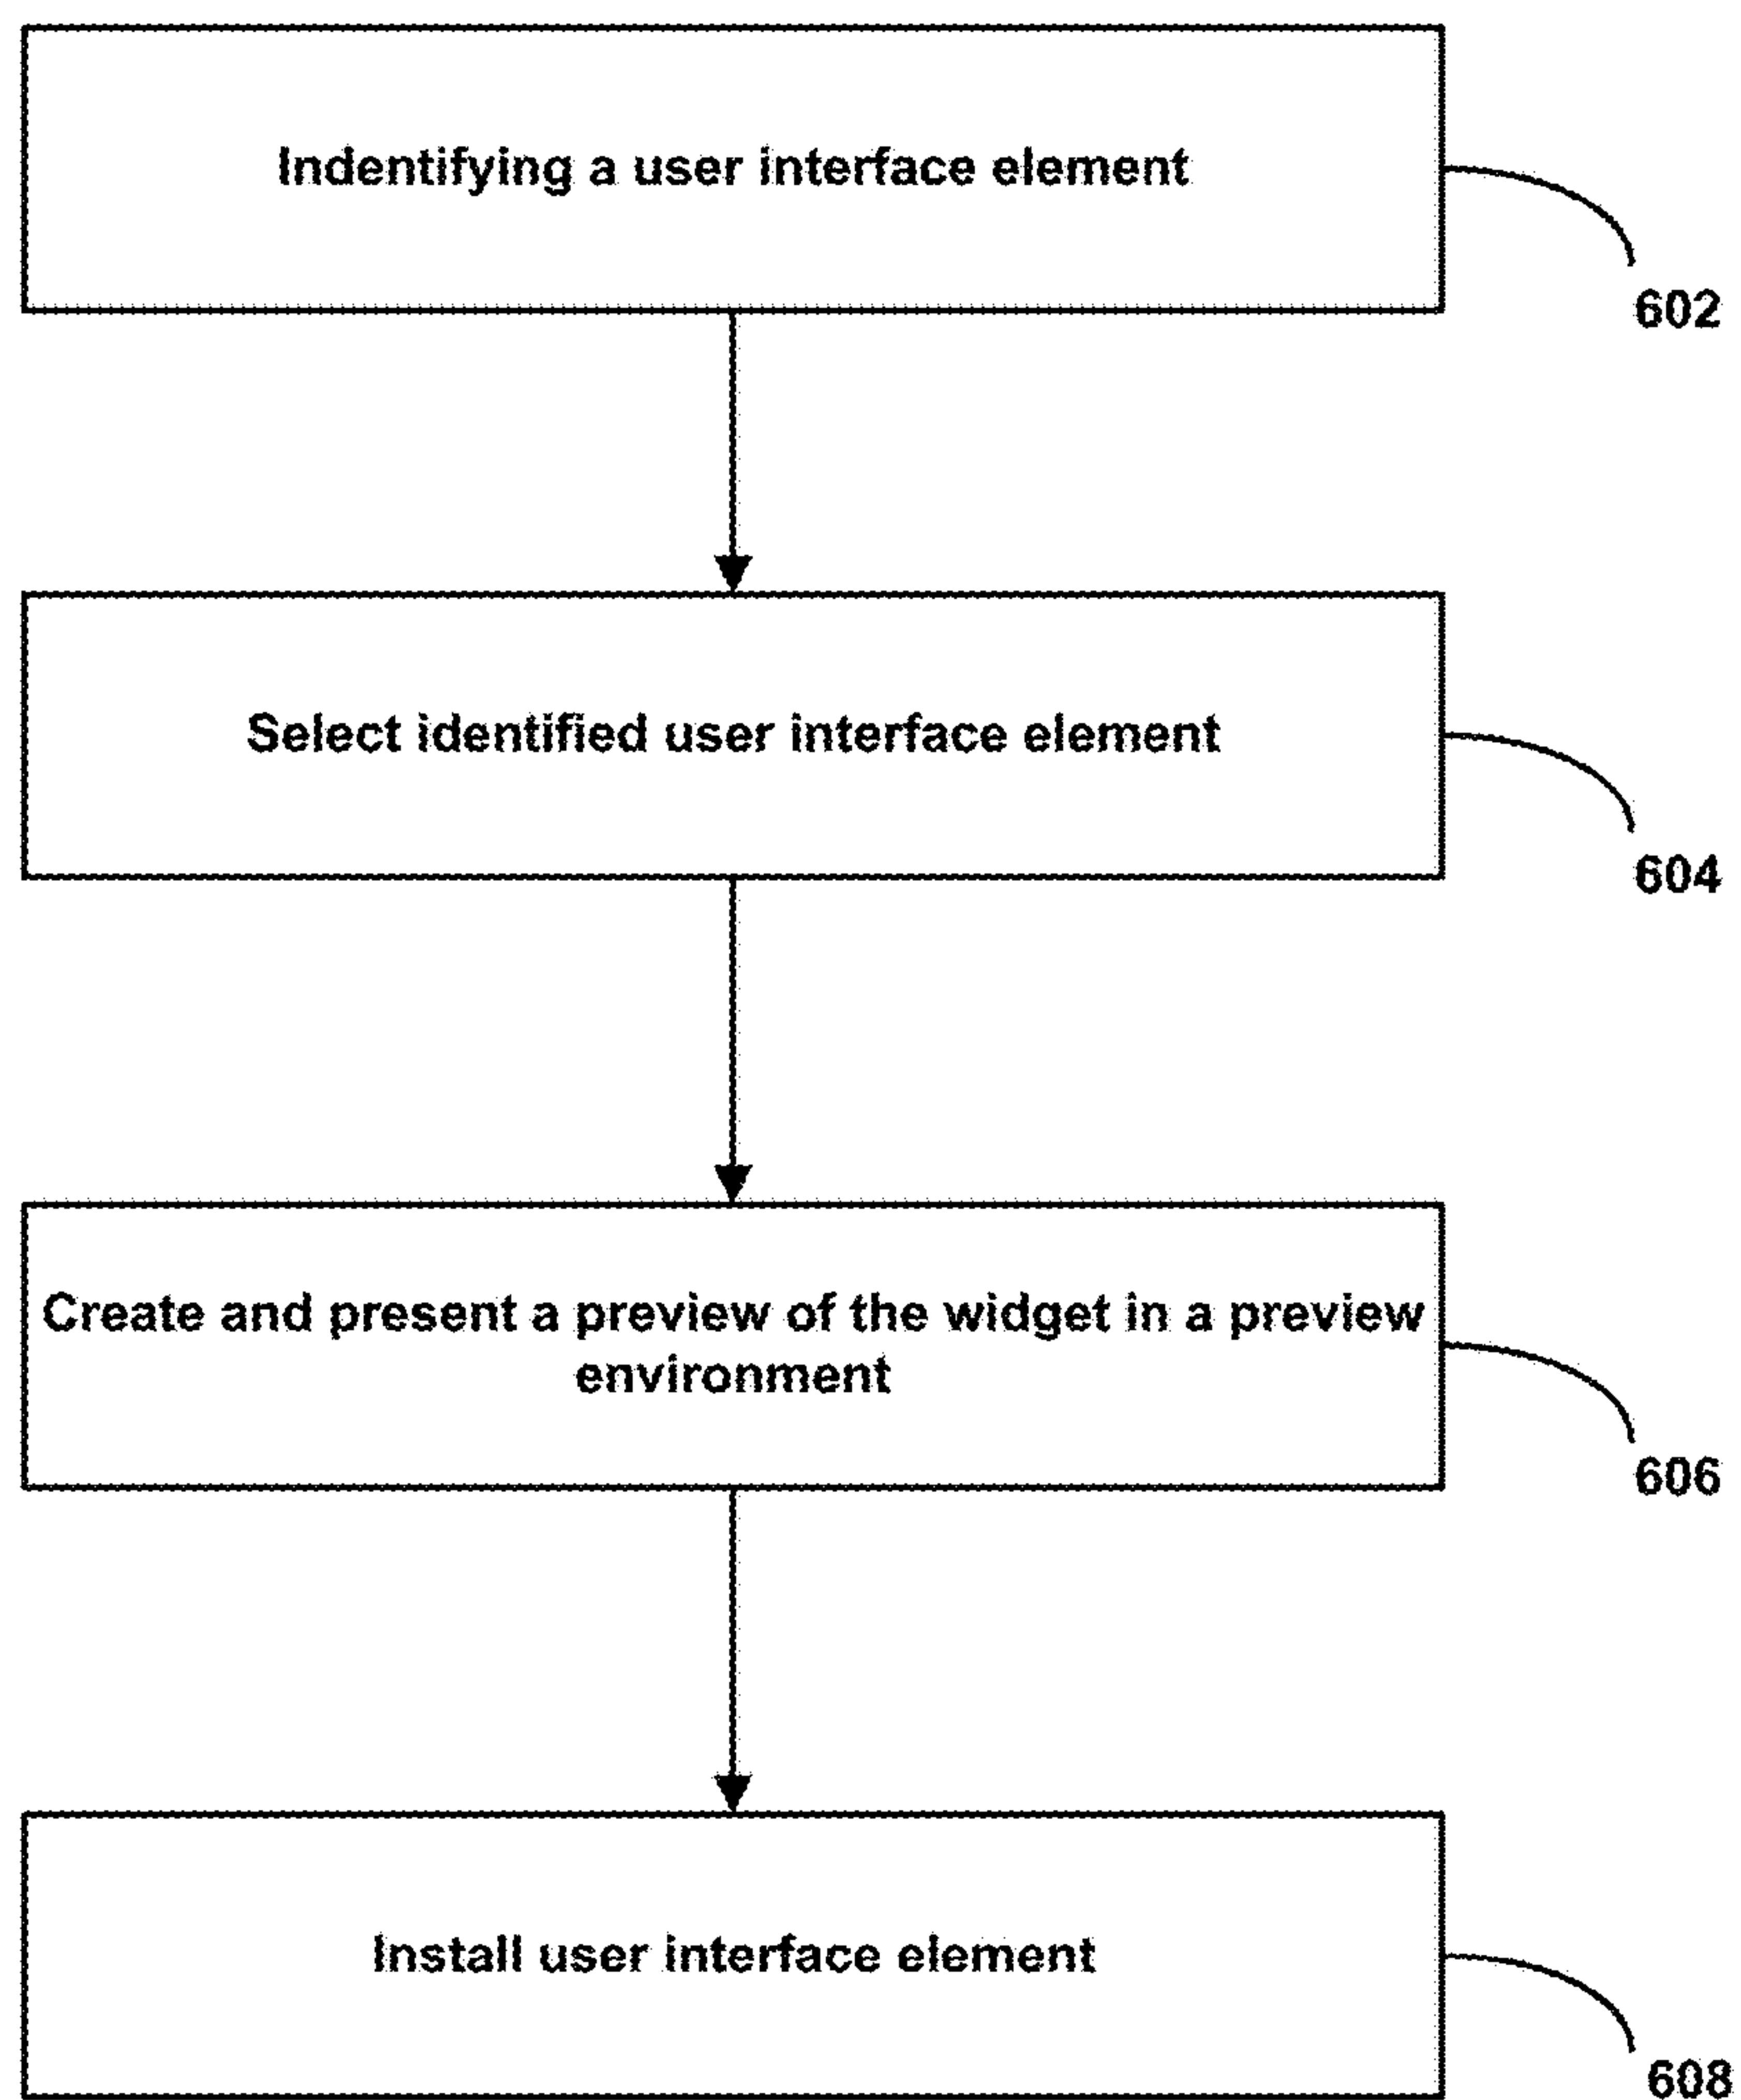 Indentifying a user interface element
602
Select identified user interface element
604
Create and present a preview of the widget in a preview
environment
606
Install user interface element
608